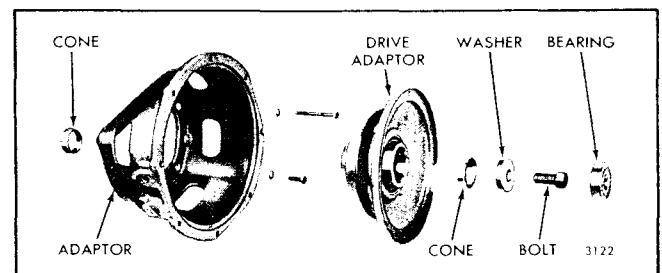 CONE
DRIVE
ADAPTOR
WASHER
BEARING
ADAPTOR
CONE
BOLT
3122